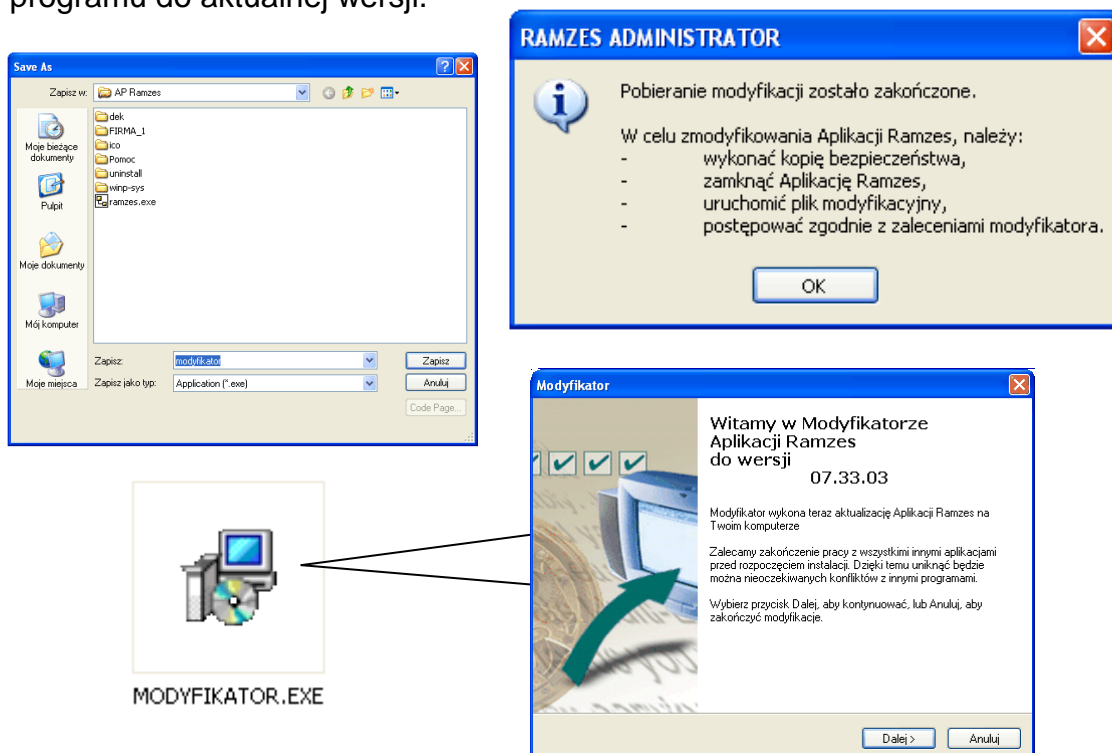 programu do aktualnej wersji.
Save As
Zapisz w: AP Ramzes
dek
FIRMA_1
ico
Pomoc
uninstall
winp-sys
ramzes.exe
Moje bieżące
dokumenty
Pulpit
Moje dokumenty
Mój komputer
Moje miejsca
Zapisz: modyfikator Zapisz
Zapisz jako typ: Application (*.exe) Anuluj
Code Page...
RAMZES ADMINISTRATOR
Pobieranie modyfikacji zostało zakończone.
W celu zmodyfikowania Aplikacji Ramzes, należy:
- wykonać kopię bezpieczeństwa,
- zamknąć Aplikację Ramzes,
- uruchomić plik modyfikacyjny,
- postępować zgodnie z zaleceniami modyfikatora.
OK
MODYFIKATOR.EXE
Modyfikator
Witamy w Modyfikatorze
Aplikacji Ramzes
do wersji
07.33.03
Modyfikator wykona teraz aktualizację Aplikacji Ramzes na
Twoim komputerze
Zalecamy zakończenie pracy z wszystkimi innymi aplikacjami
przed rozpoczęciem instalacji. Dzięki temu uniknąć będzie
można nieoczekiwanych konfliktów z innymi programami.
Wybierz przycisk Dalej, aby kontynuować, lub Anuluj, aby
zakończyć modyfikacje.
Dalej > Anuluj